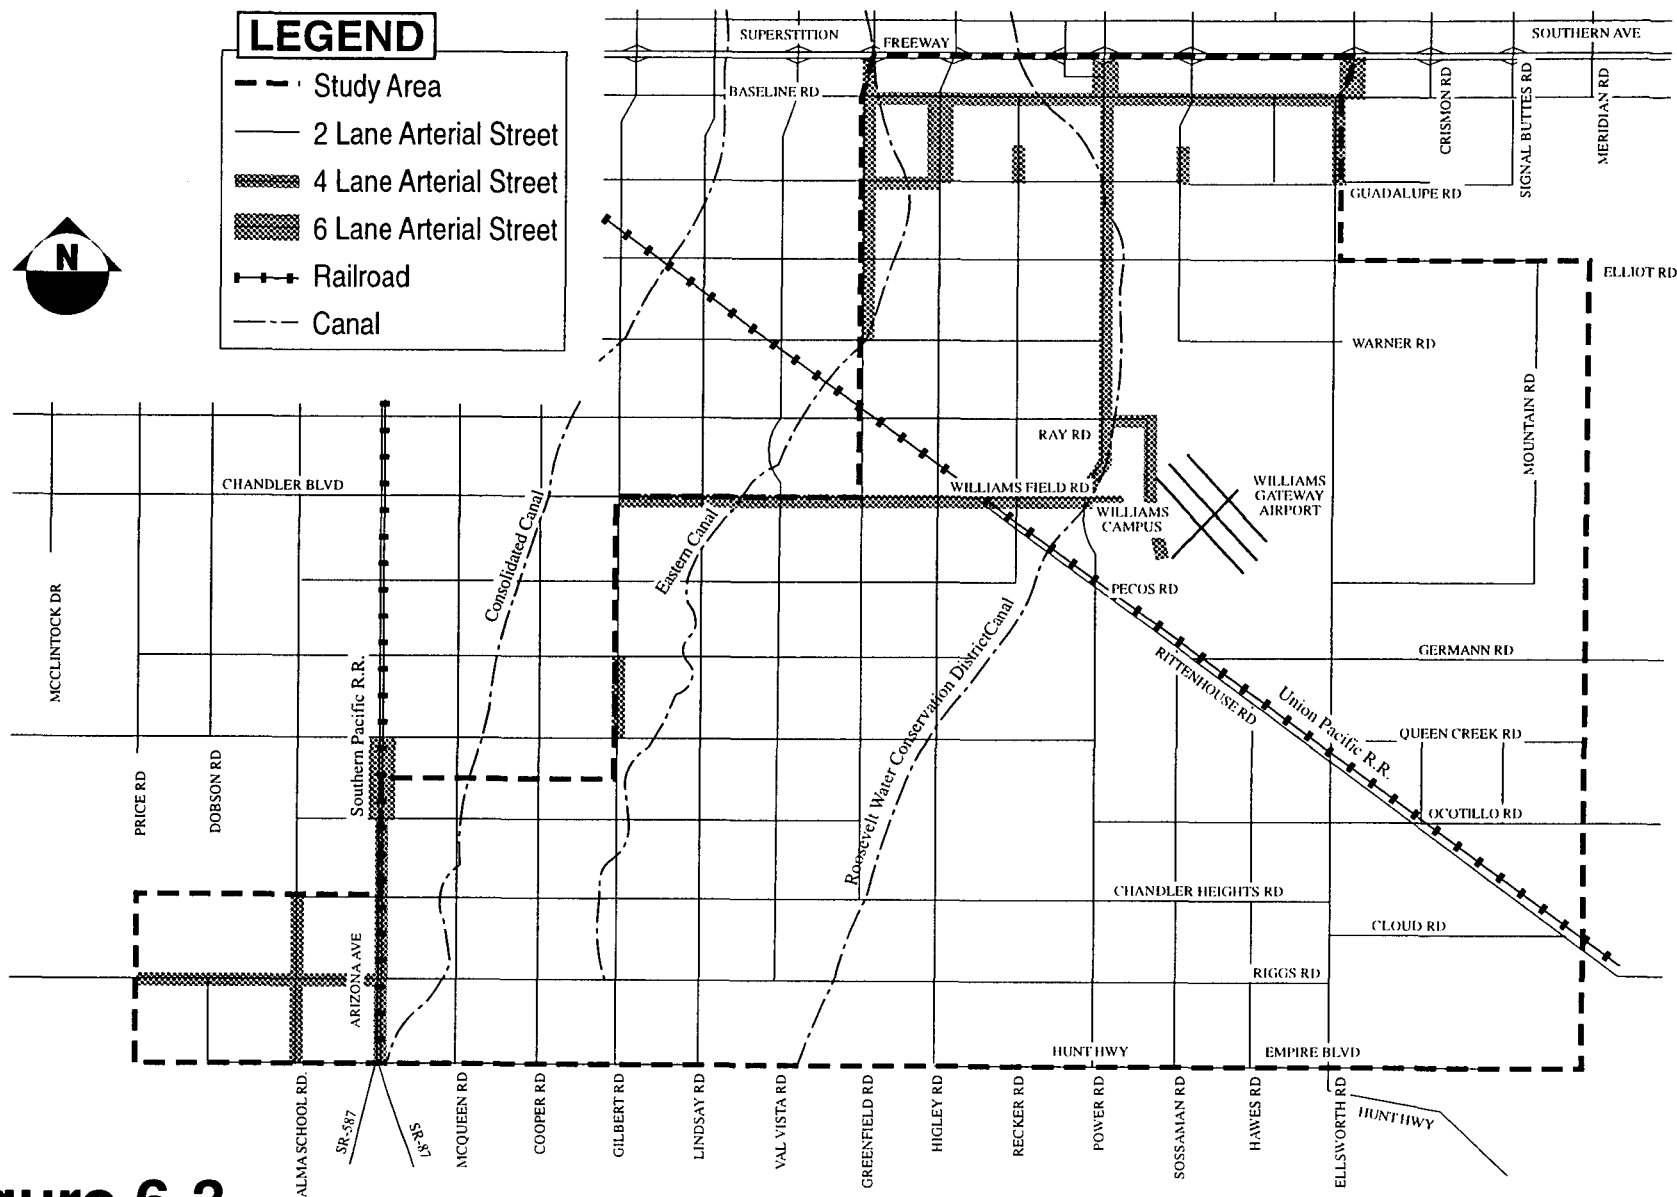 LEGEND
Study Area
2 Lane Arterial Street
4 Lane Arterial Street
6 Lane Arterial Street
Railroad
Canal
N
SUPERSTITION
FREEWAY
SOUTHERN AVE
BASELINE RD
CRISMON RD
SIGNAL BUTTES RD
MERIDIAN RD
GUADALUPE RD
ELLIOT RD
WARNER RD
MOUNTAIN RD
RAY RD
CHANDLER BLVD
WILLIAMS FIELD RD
WILLIAMS
CAMPUS
WILLIAMS
GATEWAY
AIRPORT
Consolidated Canal
Eastern Canal
PECOS RD
MCCLINTOCK DR
Southern Pacific R.R.
Roosevelt Water Conservation District Canal
GERMANN RD
RITTENHOUSE RD
Union Pacific R.R.
QUEEN CREEK RD
PRICE RD
DOBSON RD
OCOTILLO RD
CHANDLER HEIGHTS RD
CLOUD RD
ARIZONA AVE
RIGGS RD
HUNT HWY
EMPIRE BLVD
ALMA SCHOOL RD.
SR-587
SR-87
MCQUEEN RD
COOPER RD
GILBERT RD
LINDSAY RD
VAL VISTA RD
GREENFIELD RD
HIGLEY RD
RECKER RD
POWER RD
SOSSAMAN RD
HAWES RD
ELLSWORTH RD
HUNT HWY